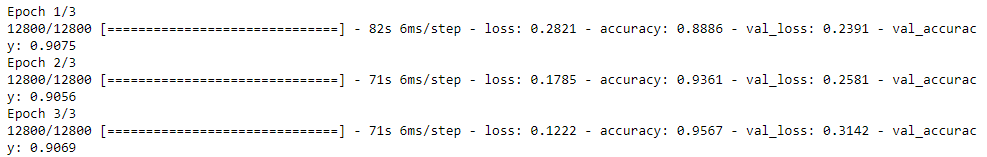 Epoch 1/3
12800/12800 [==============================] - 82s 6ms/step - loss: 0.2821 - accuracy: 0.8886 - val_loss: 0.2391 - val_accurac
y: 0.9075
Epoch 2/3
12800/12800 [==============================] - 71s 6ms/step - loss: 0.1785 - accuracy: 0.9361 - val_loss: 0.2581 - val_accurac
y: 0.9056
Epoch 3/3
12800/12800 [==============================] - 71s 6ms/step - loss: 0.1222 - accuracy: 0.9567 - val_loss: 0.3142 - val_accurac
y: 0.9069